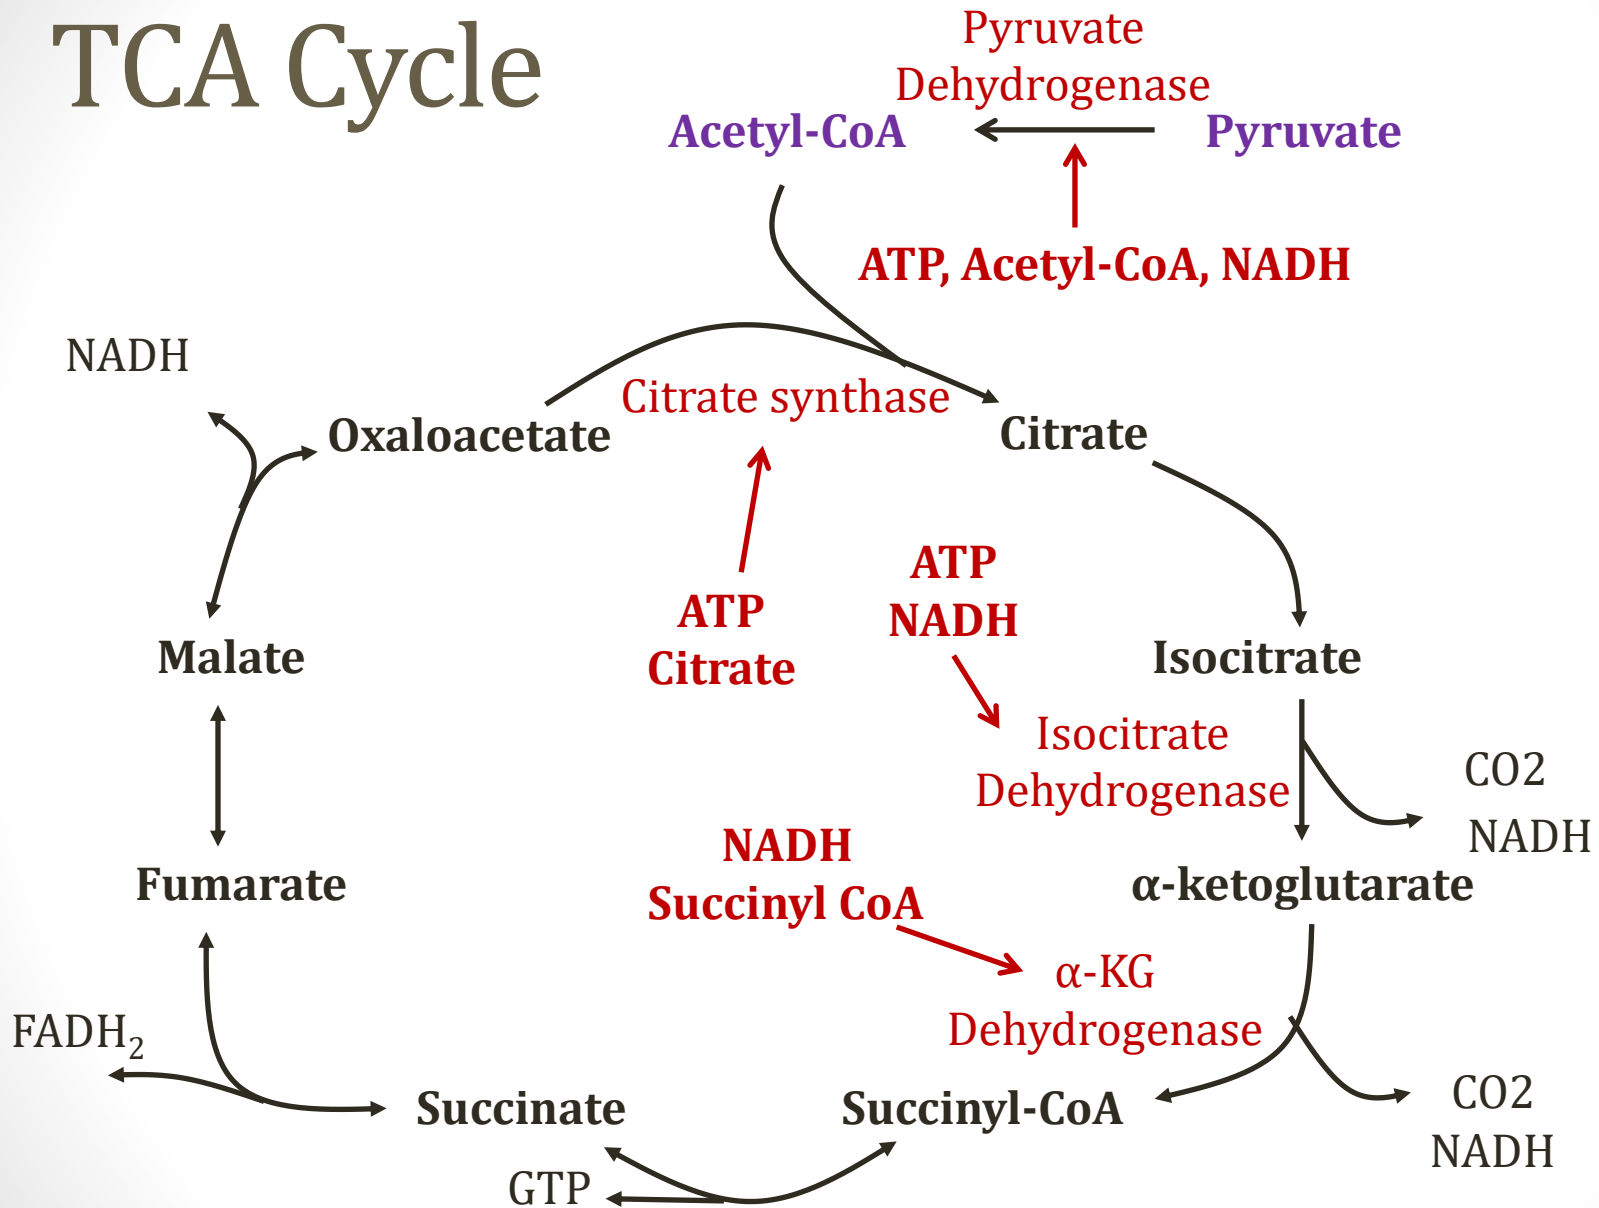 TCA Cycle
Pyruvate
Dehydrogenase
Acetyl-CoA
Pyruvate
ATP, Acetyl-CoA, NADH
NADH
Citrate synthase
Oxaloacetate
Citrate
ATP
NADH
ATP
Citrate
Malate
Isocitrate
Isocitrate
Dehydrogenase
CO2
NADH
NADH
Succinyl CoA
Fumarate
α-ketoglutarate
α-KG
Dehydrogenase
FADH₂
Succinate
Succinyl-CoA
CO2
NADH
GTP